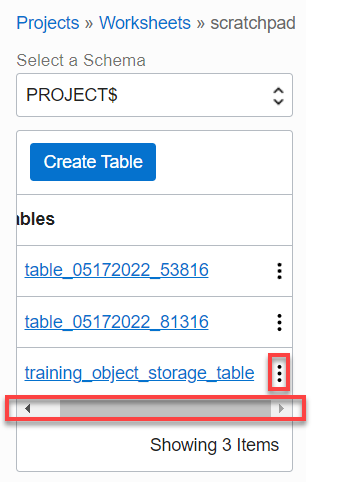 Projects » Worksheets » scratchpad
Select a Schema
PROJECT$
Create Table
ables
table_05172022_53816
table_05172022_81316
training_object_storage_table
Showing 3 Items